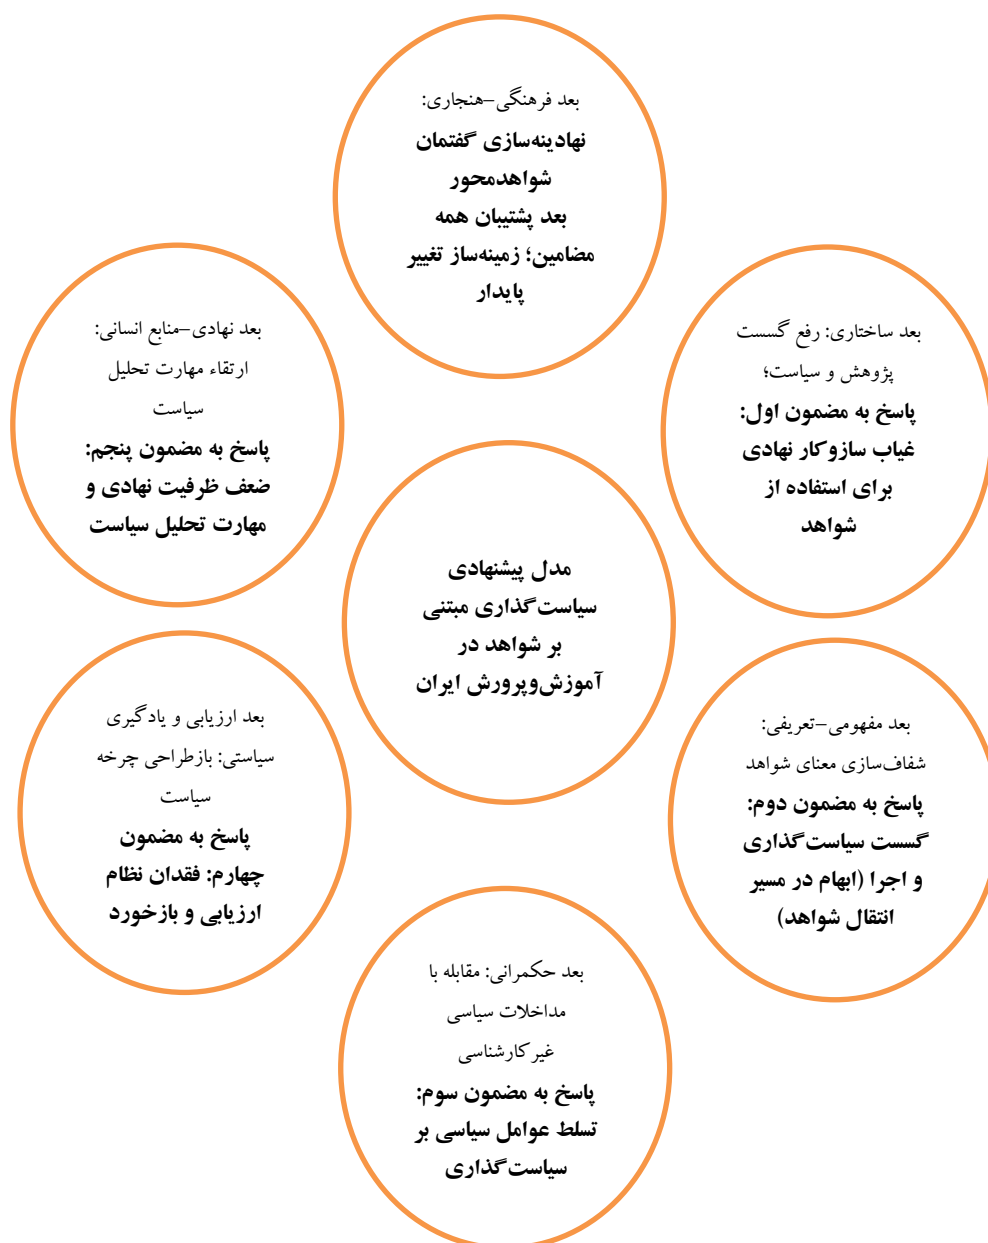 بعد فرهنگی–هنجاری:
نهادینه‌سازی گفتمان
شواهدمحور
بعد پشتیبان همه
مضامین؛ زمینه‌ساز تغییر
پایدار
بعد ساختاری: رفع گسست
پژوهش و سیاست؛
پاسخ به مضمون اول:
غیاب سازوکار نهادی
برای استفاده از
شواهد
بعد مفهومی–تعریفی:
شفاف‌سازی معنای شواهد
پاسخ به مضمون دوم:
گسست سیاست‌گذاری
و اجرا (ابهام در مسیر
انتقال شواهد)
بعد حکمرانی: مقابله با
مداخلات سیاسی
غیرکارشناسی
پاسخ به مضمون سوم:
تسلط عوامل سیاسی بر
سیاست‌گذاری
بعد ارزیابی و یادگیری
سیاستی: بازطراحی چرخه
سیاست
پاسخ به مضمون
چهارم: فقدان نظام
ارزیابی و بازخورد
بعد نهادی–منابع انسانی:
ارتقاء مهارت تحلیل
سیاست
پاسخ به مضمون پنجم:
ضعف ظرفیت نهادی و
مهارت تحلیل سیاست
مدل پیشنهادی
سیاست‌گذاری مبتنی
بر شواهد در
آموزش‌وپرورش ایران